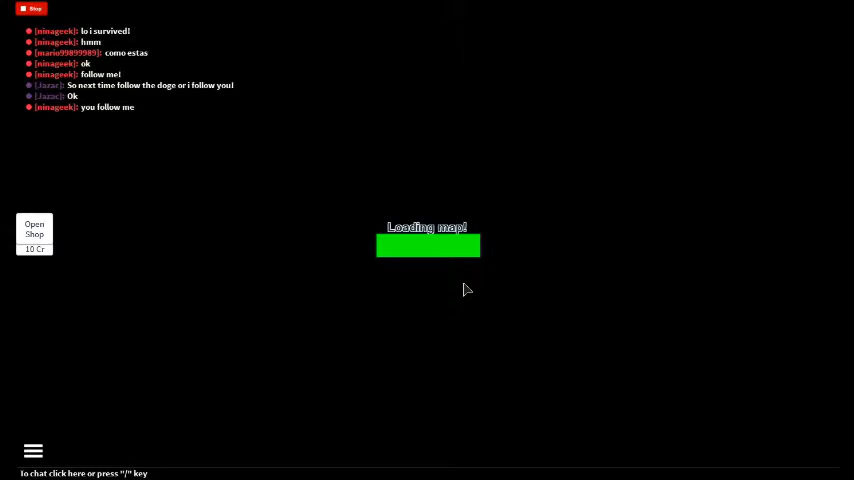 Stop
[ninageek]: lo i survived!
[ninageek]: hmm
[mario99899989]: como estas
[ninageek]: ok
[ninageek]: follow me!
[Jazac]: So next time follow the doge or i follow you!
[Jazac]: Ok
[ninageek]: you follow me
Open
Shop
10 Cr
Loading map!
To chat click here or press "/" key